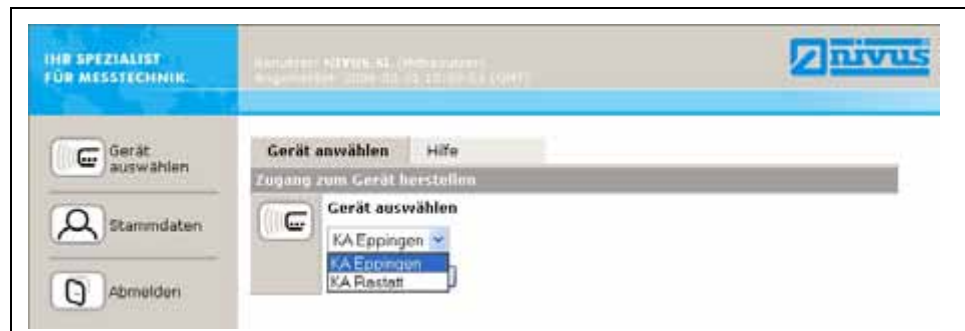 IHR SPEZIALIST
FÜR MESSTECHNIK.
nivus
Gerät
auswählen
Stammdaten
Abmelden
Gerät anwählen
Hilfe
Zugang zum Gerät herstellen
Gerät auswählen
KA Eppingen
KA Eppingen
KA Rastatt